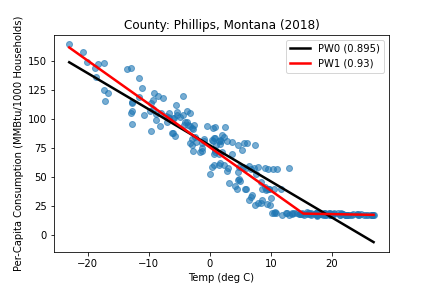 County: Phillips, Montana (2018)
PW0 (0.895)
PW1 (0.93)
Per-Capita Consumption (MMBtu/1000 Households)
150
125
100
75
50
25
0
−20 −10 0 10 20
Temp (deg C)